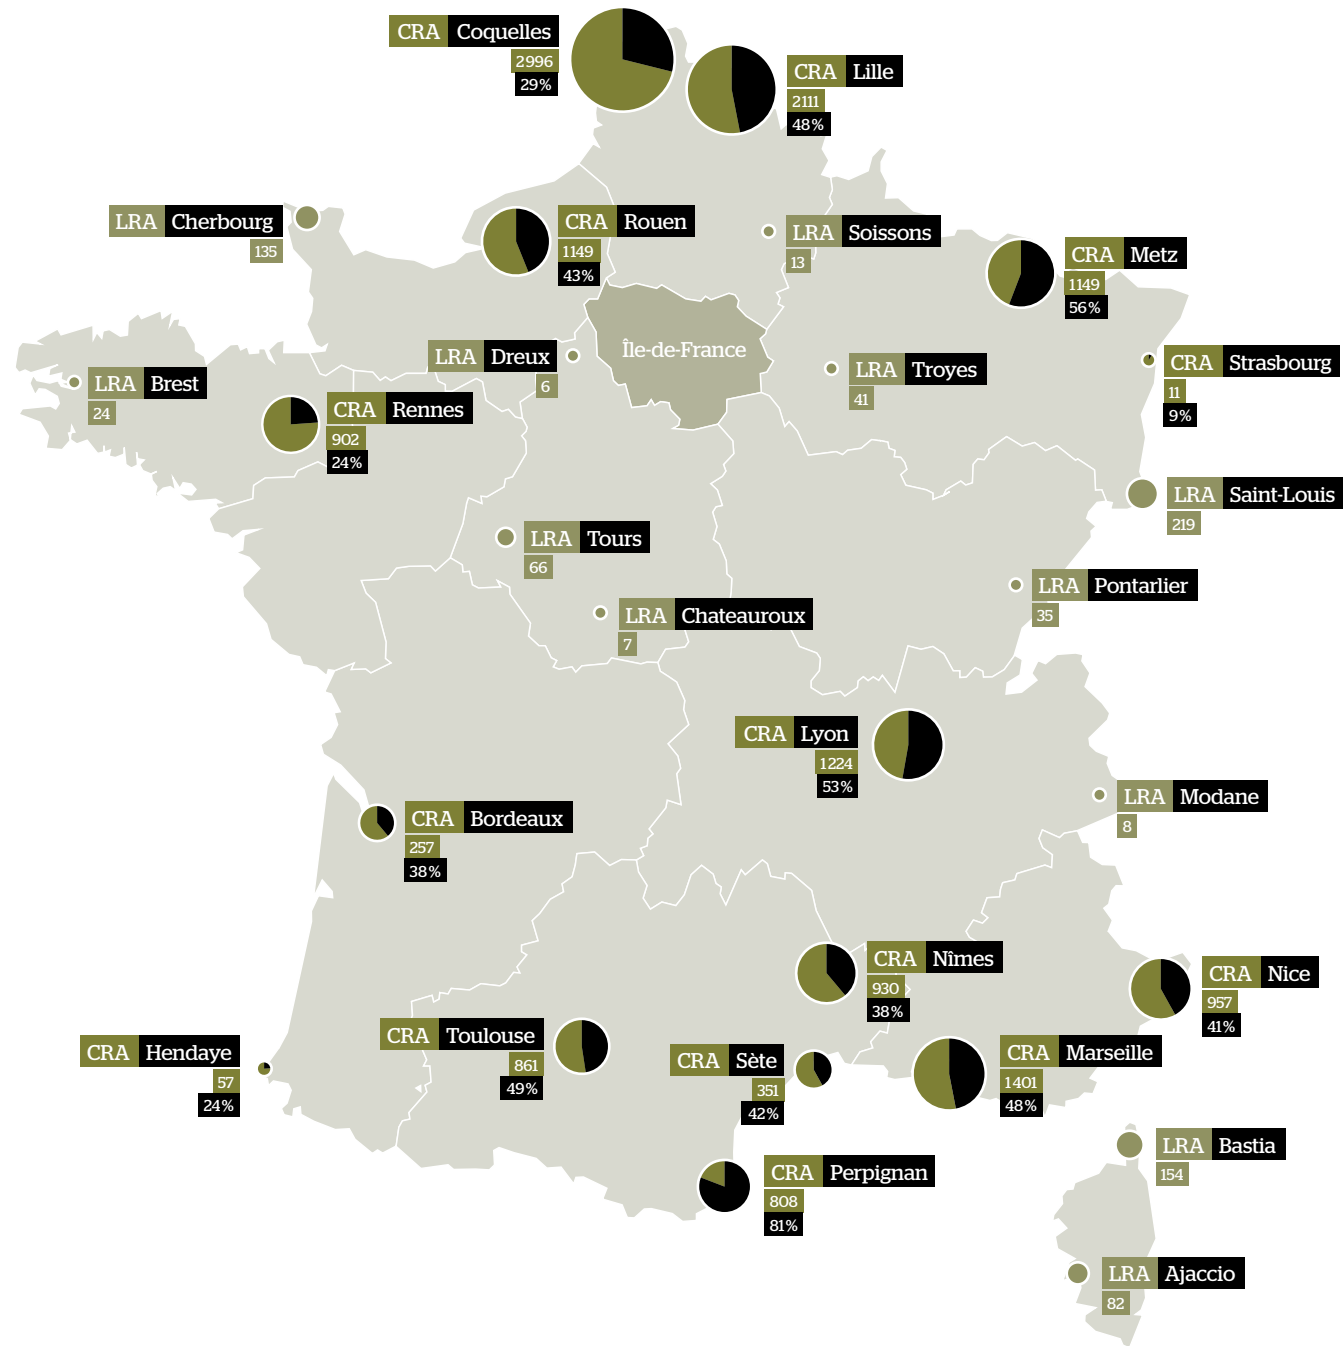 CRA Coquelles
2996
29%
CRA Lille
2111
48%
LRA Cherbourg
135
CRA Rouen
1149
43%
LRA Soissons
13
CRA Metz
1149
56%
Île-de-France
LRA Dreux
6
LRA Troyes
41
CRA Strasbourg
11
9%
LRA Brest
24
CRA Rennes
902
24%
LRA Saint-Louis
219
LRA Tours
66
LRA Pontarlier
35
LRA Chateauroux
7
CRA Lyon
1224
53%
LRA Modane
8
CRA Bordeaux
257
38%
CRA Nîmes
930
38%
CRA Nice
957
41%
CRA Hendaye
57
24%
CRA Toulouse
861
49%
CRA Sète
351
42%
CRA Marseille
1401
48%
LRA Bastia
154
CRA Perpignan
808
81%
LRA Ajaccio
82